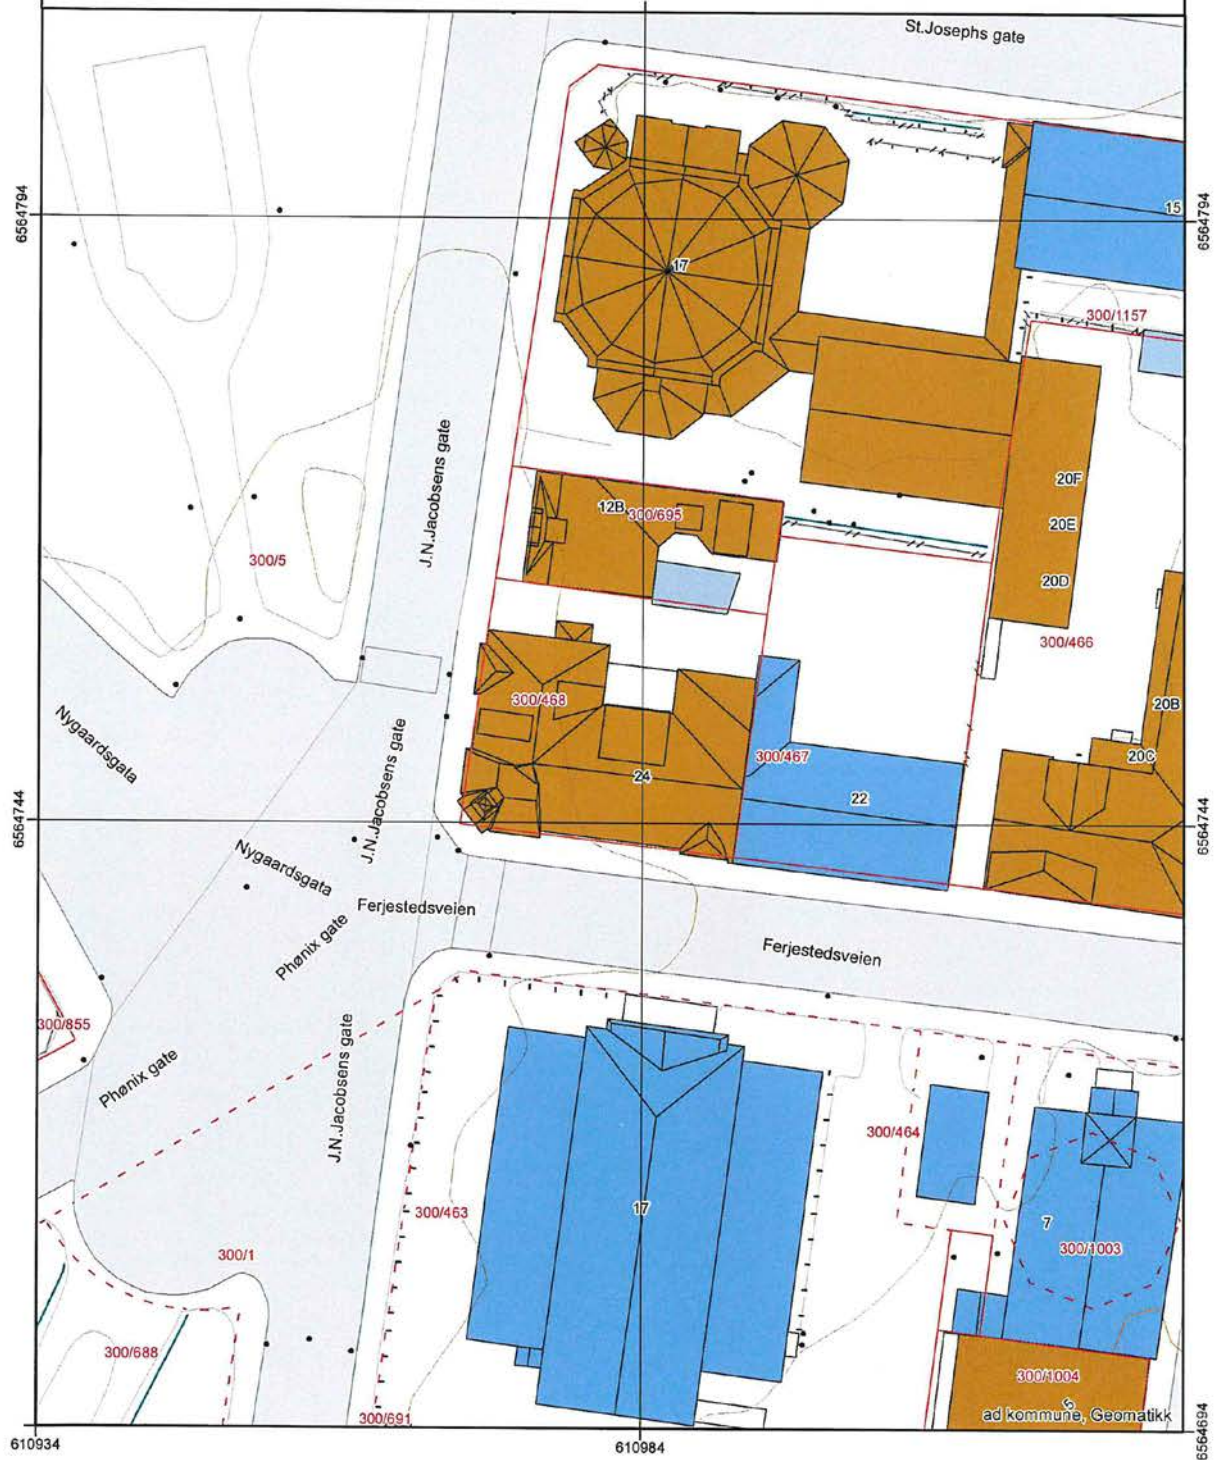 St.Josephs gate
6564794
6564794
15
17
300/1157
J.N.Jacobsens gate
20F
12B
300/695
20E
300/5
20D
300/466
300/468
20B
Nygaardsgata
J.N.Jacobsens gate
300/467
20C
24
22
6564744
6564744
Nygaardsgata
Ferjestedsveien
Phønix gate
Ferjestedsveien
300/855
Phønix gate
J.N.Jacobsens gate
300/464
300/463
17
7
300/1003
300/1
300/688
300/1004
5
300/691
ad kommune, Geomatikk
610934
610984
6564694